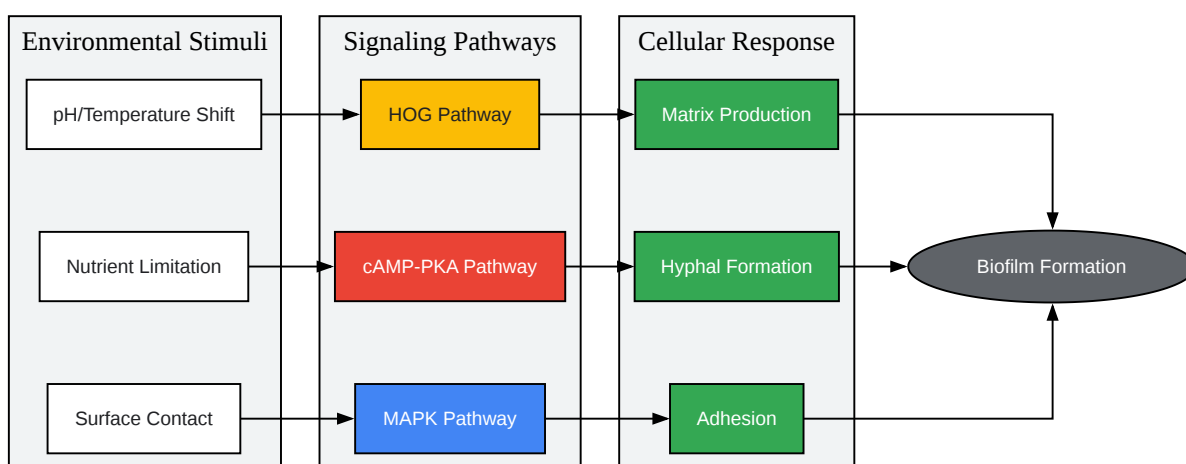 Environmental Stimuli
Signaling Pathways
Cellular Response
pH/Temperature Shift
HOG Pathway
Matrix Production
Nutrient Limitation
cAMP-PKA Pathway
Hyphal Formation
Biofilm Formation
Surface Contact
MAPK Pathway
Adhesion